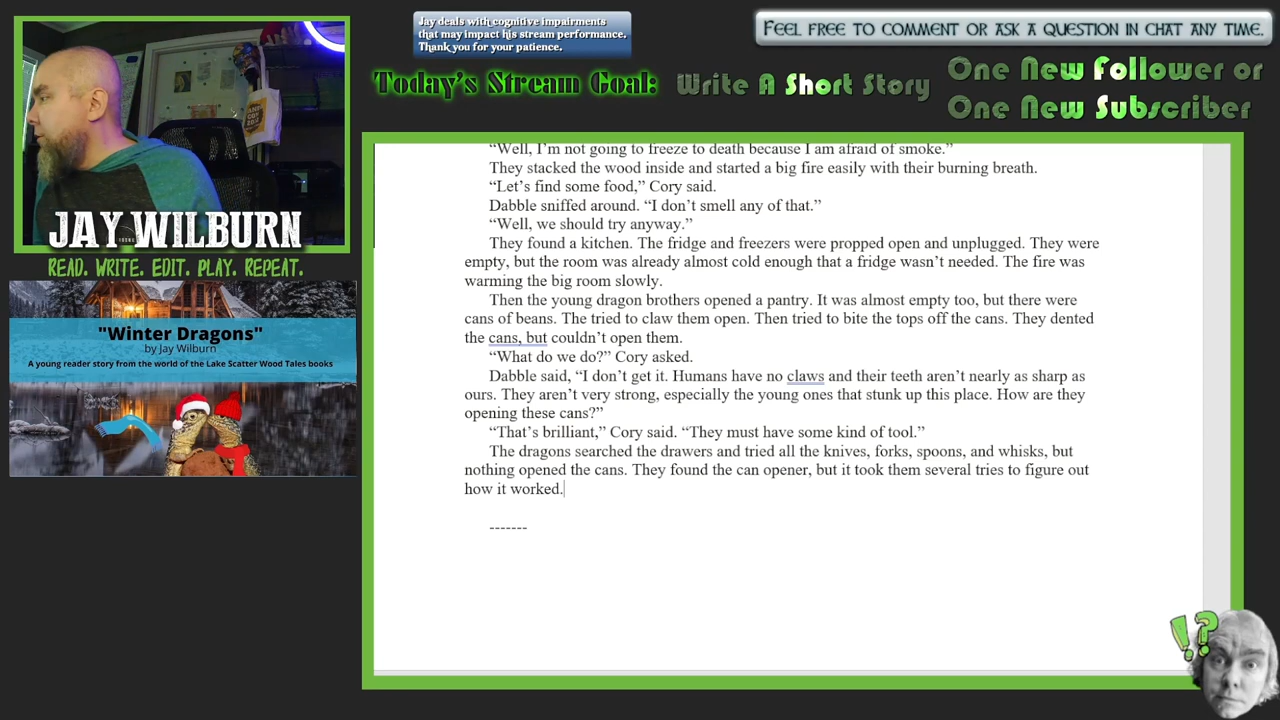 Jay deals with cognitive impairments
that may impact his stream performance.
Thank you for your patience.
Feel free to comment or ask a question in chat any time.
Today's Stream Goal:
Write A Short Story
One New Follower or
One New Subscriber
JAY WILBURN
READ. WRITE. EDIT. PLAY. REPEAT.
"Winter Dragons"
by Jay Wilburn
A young reader story from the world of the Lake Scatter Wood Tales books
“Well, I’m not going to freeze to death because I am afraid of smoke.”
They stacked the wood inside and started a big fire easily with their burning breath.
“Let’s find some food,” Cory said.
Dabble sniffed around. “I don’t smell any of that.”
“Well, we should try anyway.”
They found a kitchen. The fridge and freezers were propped open and unplugged. They were
empty, but the room was already almost cold enough that a fridge wasn’t needed. The fire was
warming the big room slowly.
Then the young dragon brothers opened a pantry. It was almost empty too, but there were
cans of beans. The tried to claw them open. Then tried to bite the tops off the cans. They dented
the cans, but couldn’t open them.
“What do we do?” Cory asked.
Dabble said, “I don’t get it. Humans have no claws and their teeth aren’t nearly as sharp as
ours. They aren’t very strong, especially the young ones that stunk up this place. How are they
opening these cans?”
“That’s brilliant,” Cory said. “They must have some kind of tool.”
The dragons searched the drawers and tried all the knives, forks, spoons, and whisks, but
nothing opened the cans. They found the can opener, but it took them several tries to figure out
how it worked.
-------
!?